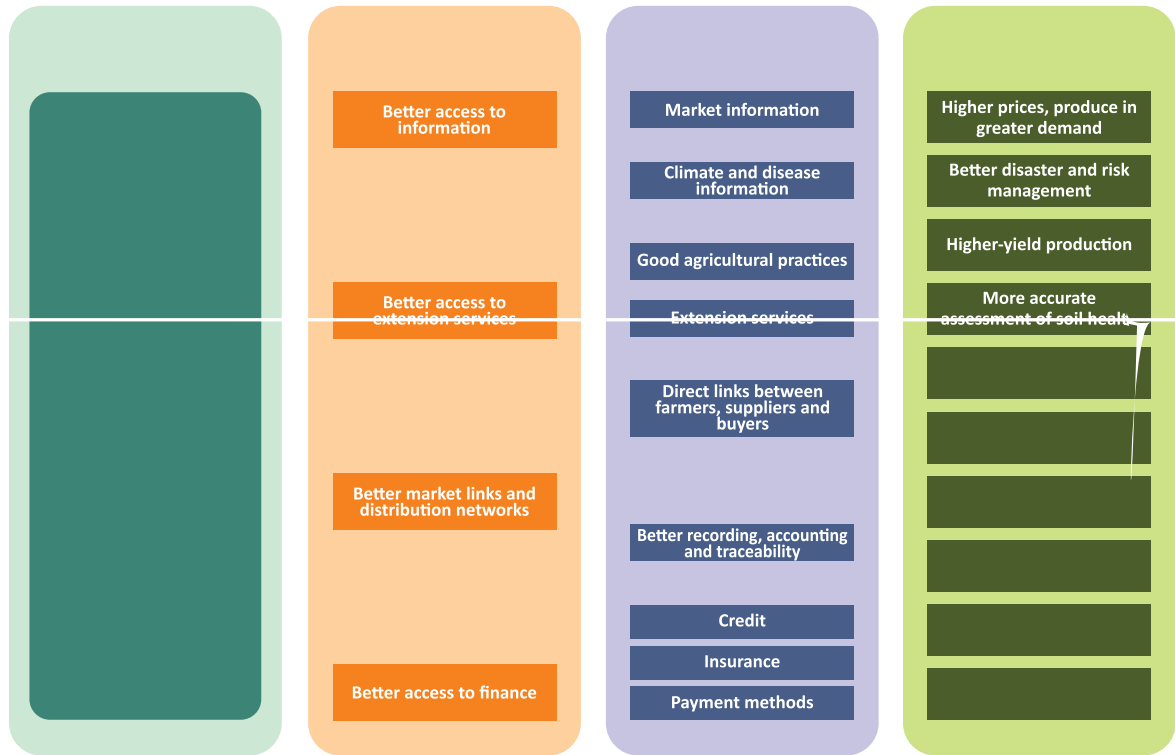 Better access to
information
Better access to
extension services
Better market links and
distribution networks
Better access to finance
Market information
Climate and disease
information
Good agricultural practices
Extension services
Direct links between
farmers, suppliers and
buyers
Better recording, accounting
and traceability
Credit
Insurance
Payment methods
Higher prices, produce in
greater demand
Better disaster and risk
management
Higher-yield production
More accurate
assessment of soil health